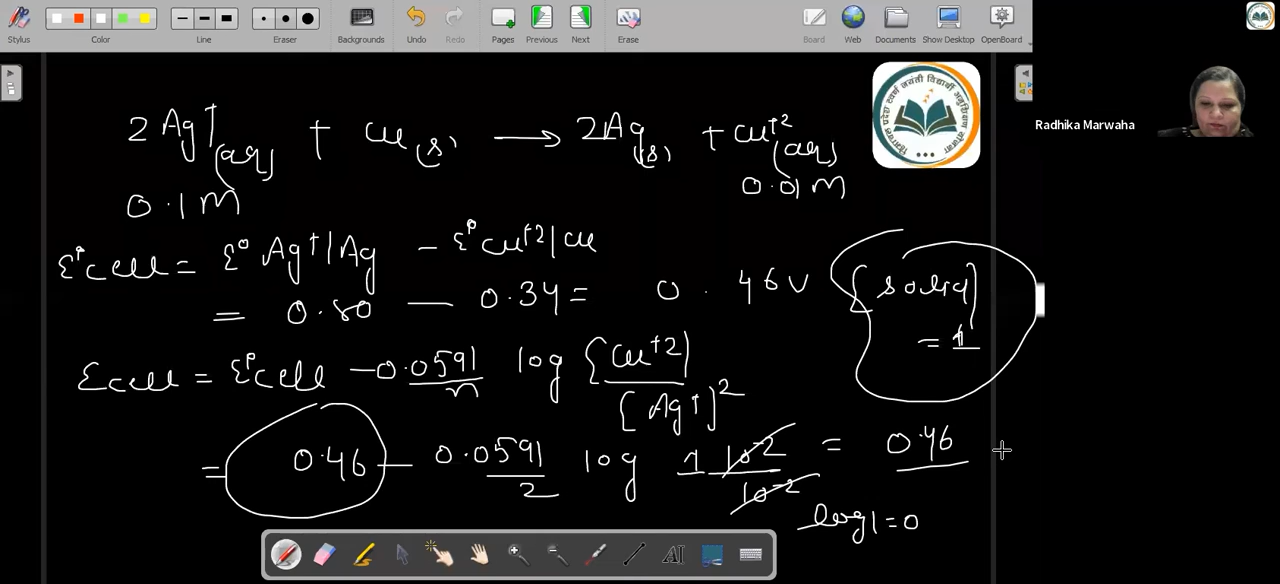 Stylus Color Line Eraser Backgrounds Undo Redo Pages Previous Next Erase Board Web Documents Show Desktop OpenBoard
Radhika Marwaha
2 Ag⁺(aq) + Cu(s) → 2Ag(s) + Cu⁺²(aq)
0.1 M 0.01 M
E°cell = E° Ag⁺/Ag − E° Cu⁺²/Cu
= 0.80 − 0.34 = 0.46 V
[solid]
= 1
Ecell = E°cell − 0.0591/n log [Cu⁺²]/[Ag⁺]²
= 0.46 − 0.0591/2 log 1 10⁻²/10⁻² = 0.46
log 1 = 0
AI